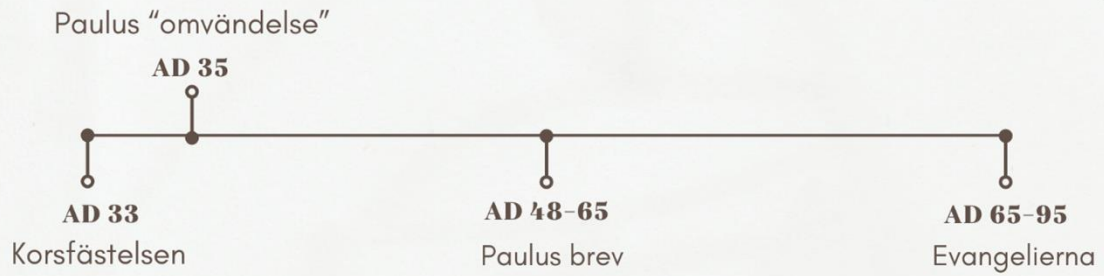 Paulus “omvändelse”
AD 35
AD 33
Korsfästelsen
AD 48-65
Paulus brev
AD 65-95
Evangelierna